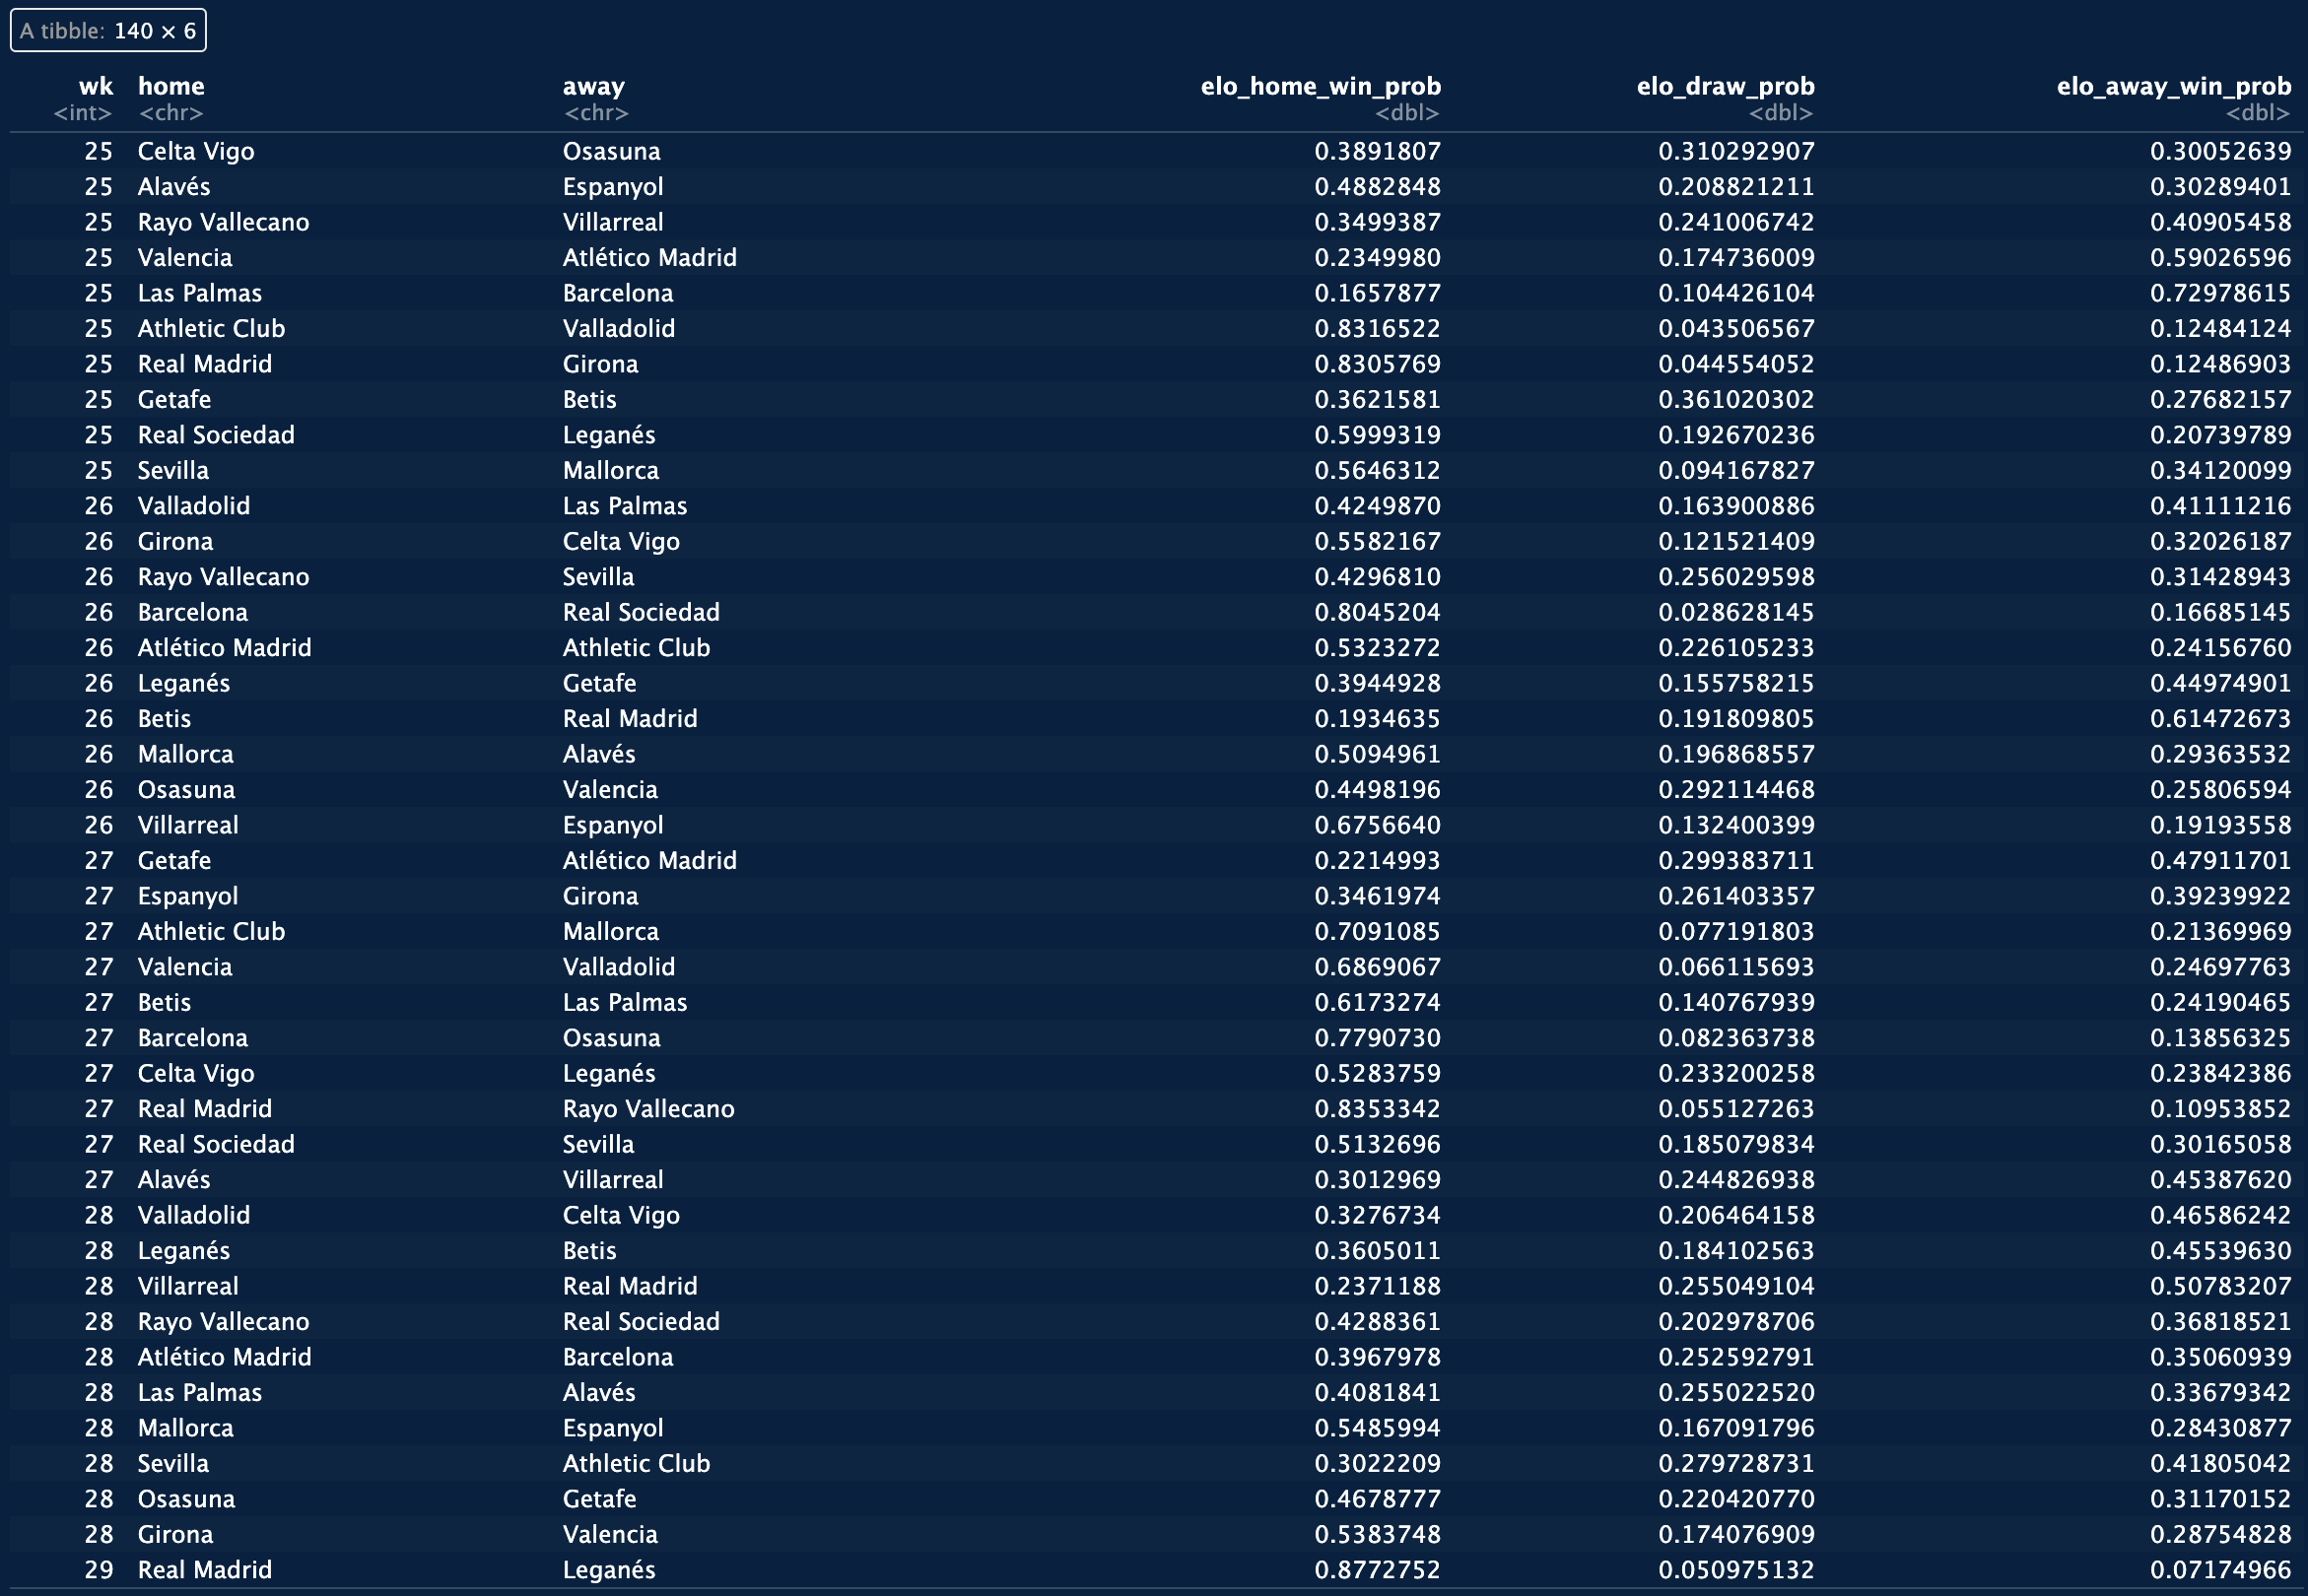 A tibble: 140 × 6
wk home away elo_home_win_prob elo_draw_prob elo_away_win_prob
<int> <chr> <chr> <dbl> <dbl> <dbl>
25 Celta Vigo Osasuna 0.3891807 0.310292907 0.30052639
25 Alavés Espanyol 0.4882848 0.208821211 0.30289401
25 Rayo Vallecano Villarreal 0.3499387 0.241006742 0.40905458
25 Valencia Atlético Madrid 0.2349980 0.174736009 0.59026596
25 Las Palmas Barcelona 0.1657877 0.104426104 0.72978615
25 Athletic Club Valladolid 0.8316522 0.043506567 0.12484124
25 Real Madrid Girona 0.8305769 0.044554052 0.12486903
25 Getafe Betis 0.3621581 0.361020302 0.27682157
25 Real Sociedad Leganés 0.5999319 0.192670236 0.20739789
25 Sevilla Mallorca 0.5646312 0.094167827 0.34120099
26 Valladolid Las Palmas 0.4249870 0.163900886 0.41111216
26 Girona Celta Vigo 0.5582167 0.121521409 0.32026187
26 Rayo Vallecano Sevilla 0.4296810 0.256029598 0.31428943
26 Barcelona Real Sociedad 0.8045204 0.028628145 0.16685145
26 Atlético Madrid Athletic Club 0.5323272 0.226105233 0.24156760
26 Leganés Getafe 0.3944928 0.155758215 0.44974901
26 Betis Real Madrid 0.1934635 0.191809805 0.61472673
26 Mallorca Alavés 0.5094961 0.196868557 0.29363532
26 Osasuna Valencia 0.4498196 0.292114468 0.25806594
26 Villarreal Espanyol 0.6756640 0.132400399 0.19193558
27 Getafe Atlético Madrid 0.2214993 0.299383711 0.47911701
27 Espanyol Girona 0.3461974 0.261403357 0.39239922
27 Athletic Club Mallorca 0.7091085 0.077191803 0.21369969
27 Valencia Valladolid 0.6869067 0.066115693 0.24697763
27 Betis Las Palmas 0.6173274 0.140767939 0.24190465
27 Barcelona Osasuna 0.7790730 0.082363738 0.13856325
27 Celta Vigo Leganés 0.5283759 0.233200258 0.23842386
27 Real Madrid Rayo Vallecano 0.8353342 0.055127263 0.10953852
27 Real Sociedad Sevilla 0.5132696 0.185079834 0.30165058
27 Alavés Villarreal 0.3012969 0.244826938 0.45387620
28 Valladolid Celta Vigo 0.3276734 0.206464158 0.46586242
28 Leganés Betis 0.3605011 0.184102563 0.45539630
28 Villarreal Real Madrid 0.2371188 0.255049104 0.50783207
28 Rayo Vallecano Real Sociedad 0.4288361 0.202978706 0.36818521
28 Atlético Madrid Barcelona 0.3967978 0.252592791 0.35060939
28 Las Palmas Alavés 0.4081841 0.255022520 0.33679342
28 Mallorca Espanyol 0.5485994 0.167091796 0.28430877
28 Sevilla Athletic Club 0.3022209 0.279728731 0.41805042
28 Osasuna Getafe 0.4678777 0.220420770 0.31170152
28 Girona Valencia 0.5383748 0.174076909 0.28754828
29 Real Madrid Leganés 0.8772752 0.050975132 0.07174966